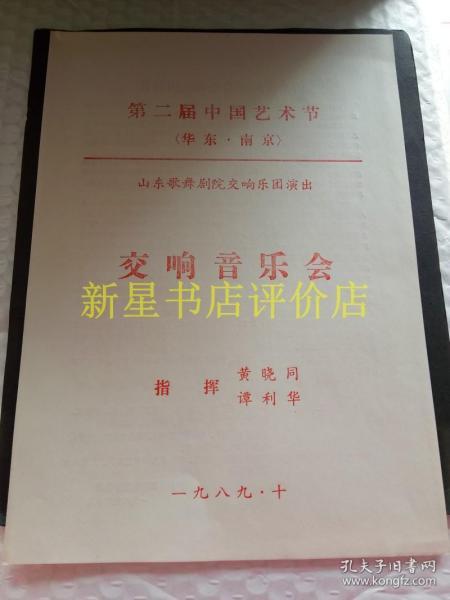 第二届中国艺术节
〈华东·南京〉
山东歌舞剧院交响乐团演出
交响音乐会
新星书店评价店
黄晓同
指挥
谭利华
一九八九·十
孔夫子旧书网
www.kongfz.com